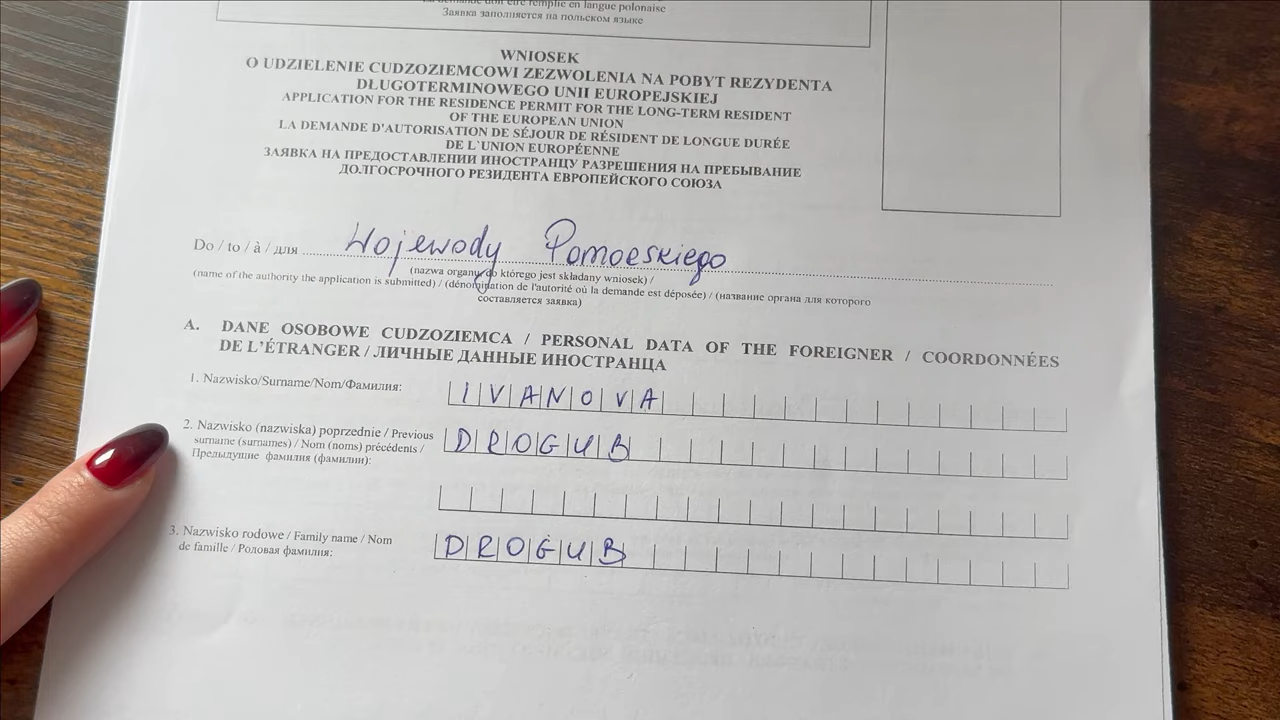 La demande doit être remplie en langue polonaise
Заявка заполняется на польском языке
WNIOSEK
O UDZIELENIE CUDZOZIEMCOWI ZEZWOLENIA NA POBYT REZYDENTA
DŁUGOTERMINOWEGO UNII EUROPEJSKIEJ
APPLICATION FOR THE RESIDENCE PERMIT FOR THE LONG-TERM RESIDENT
OF THE EUROPEAN UNION
LA DEMANDE D'AUTORISATION DE SÉJOUR DE RÉSIDENT DE LONGUE DURÉE
DE L`UNION EUROPÉENNE
ЗАЯВКА НА ПРЕДОСТАВЛЕНИИ ИНОСТРАНЦУ РАЗРЕШЕНИЯ НА ПРЕБЫВАНИЕ
ДОЛГОСРОЧНОГО РЕЗИДЕНТА ЕВРОПЕЙСКОГО СОЮЗА
Do / to / à / для Wojewody Pomorskiego
(nazwa organu, do którego jest składany wniosek) /
(name of the authority the application is submitted) / (dénomination de l'autorité où la demande est déposée) / (название органа для которого
составляется заявка)
A. DANE OSOBOWE CUDZOZIEMCA / PERSONAL DATA OF THE FOREIGNER / COORDONNÉES
DE L'ÉTRANGER / ЛИЧНЫЕ ДАННЫЕ ИНОСТРАНЦА
1. Nazwisko/Surname/Nom/Фамилия: IVANOVA
2. Nazwisko (nazwiska) poprzednie / Previous DROGUB
surname (surnames) / Nom (noms) précédents /
Предыдущие фамилия (фамилии):
3. Nazwisko rodowe / Family name / Nom DROGUB
de famille / Родовая фамилия: